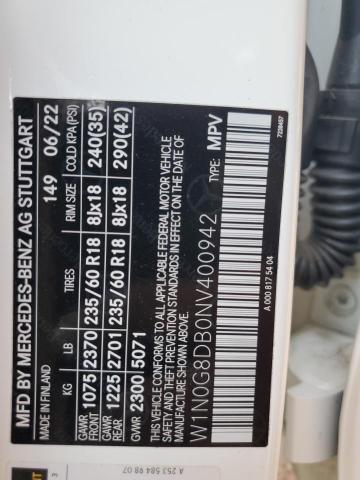 MFD BY MERCEDES-BENZ AG STUTTGART
MADE IN FINLAND 149 06/22
KG LB TIRES RIM SIZE COLD KPA(PSI)
GAWR FRONT 1075 2370 235/60 R18 8Jx18 240(35)
GAWR REAR 1225 2701 235/60 R18 8Jx18 290(42)
GVWR 2300 5071
THIS VEHICLE CONFORMS TO ALL APPLICABLE FEDERAL MOTOR VEHICLE
SAFETY AND THEFT PREVENTION STANDARDS IN EFFECT ON THE DATE OF
MANUFACTURE SHOWN ABOVE.
W1N0G8DB0NV400942 TYPE: MPV
A 000 817 54 04 7228457
A 253 584 98 07